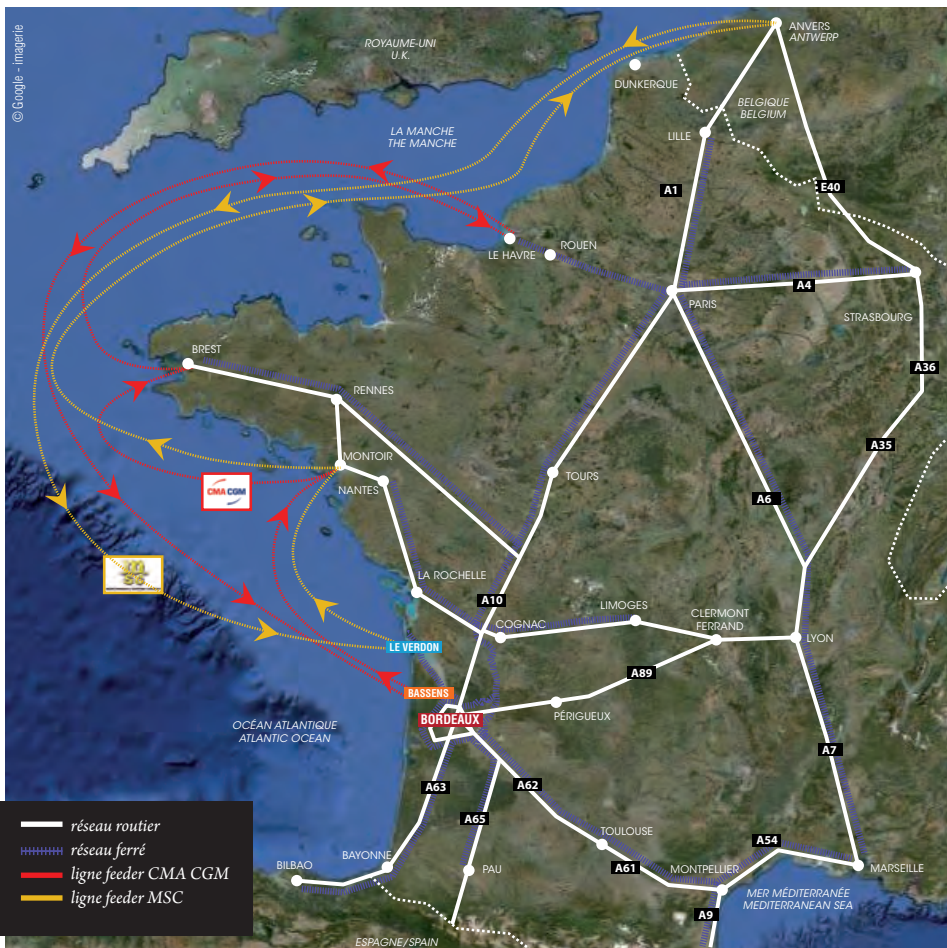 © Google - imagerie
ROYAUME-UNI
U.K.
ANVERS
ANTWERP
DUNKERQUE
BELGIQUE
BELGIUM
LA MANCHE
THE MANCHE
LILLE
A1
E40
LE HAVRE
ROUEN
A4
PARIS
STRASBOURG
BREST
A36
RENNES
A35
MONTOIR
NANTES
CMA CGM
TOURS
A6
msc
LA ROCHELLE
A10
LIMOGES
CLERMONT
FERRAND
COGNAC
LYON
LE VERDON
A89
BASSENS
PÉRIGUEUX
BORDEAUX
OCÉAN ATLANTIQUE
ATLANTIC OCEAN
A7
A63
A62
A65
réseau routier
réseau ferré
ligne feeder CMA CGM
ligne feeder MSC
TOULOUSE
A54
BAYONNE
BILBAO
PAU
A61
MONTPELLIER
MARSEILLE
MER MÉDITERRANÉE
MEDITERRANEAN SEA
A9
ESPAGNE/SPAIN